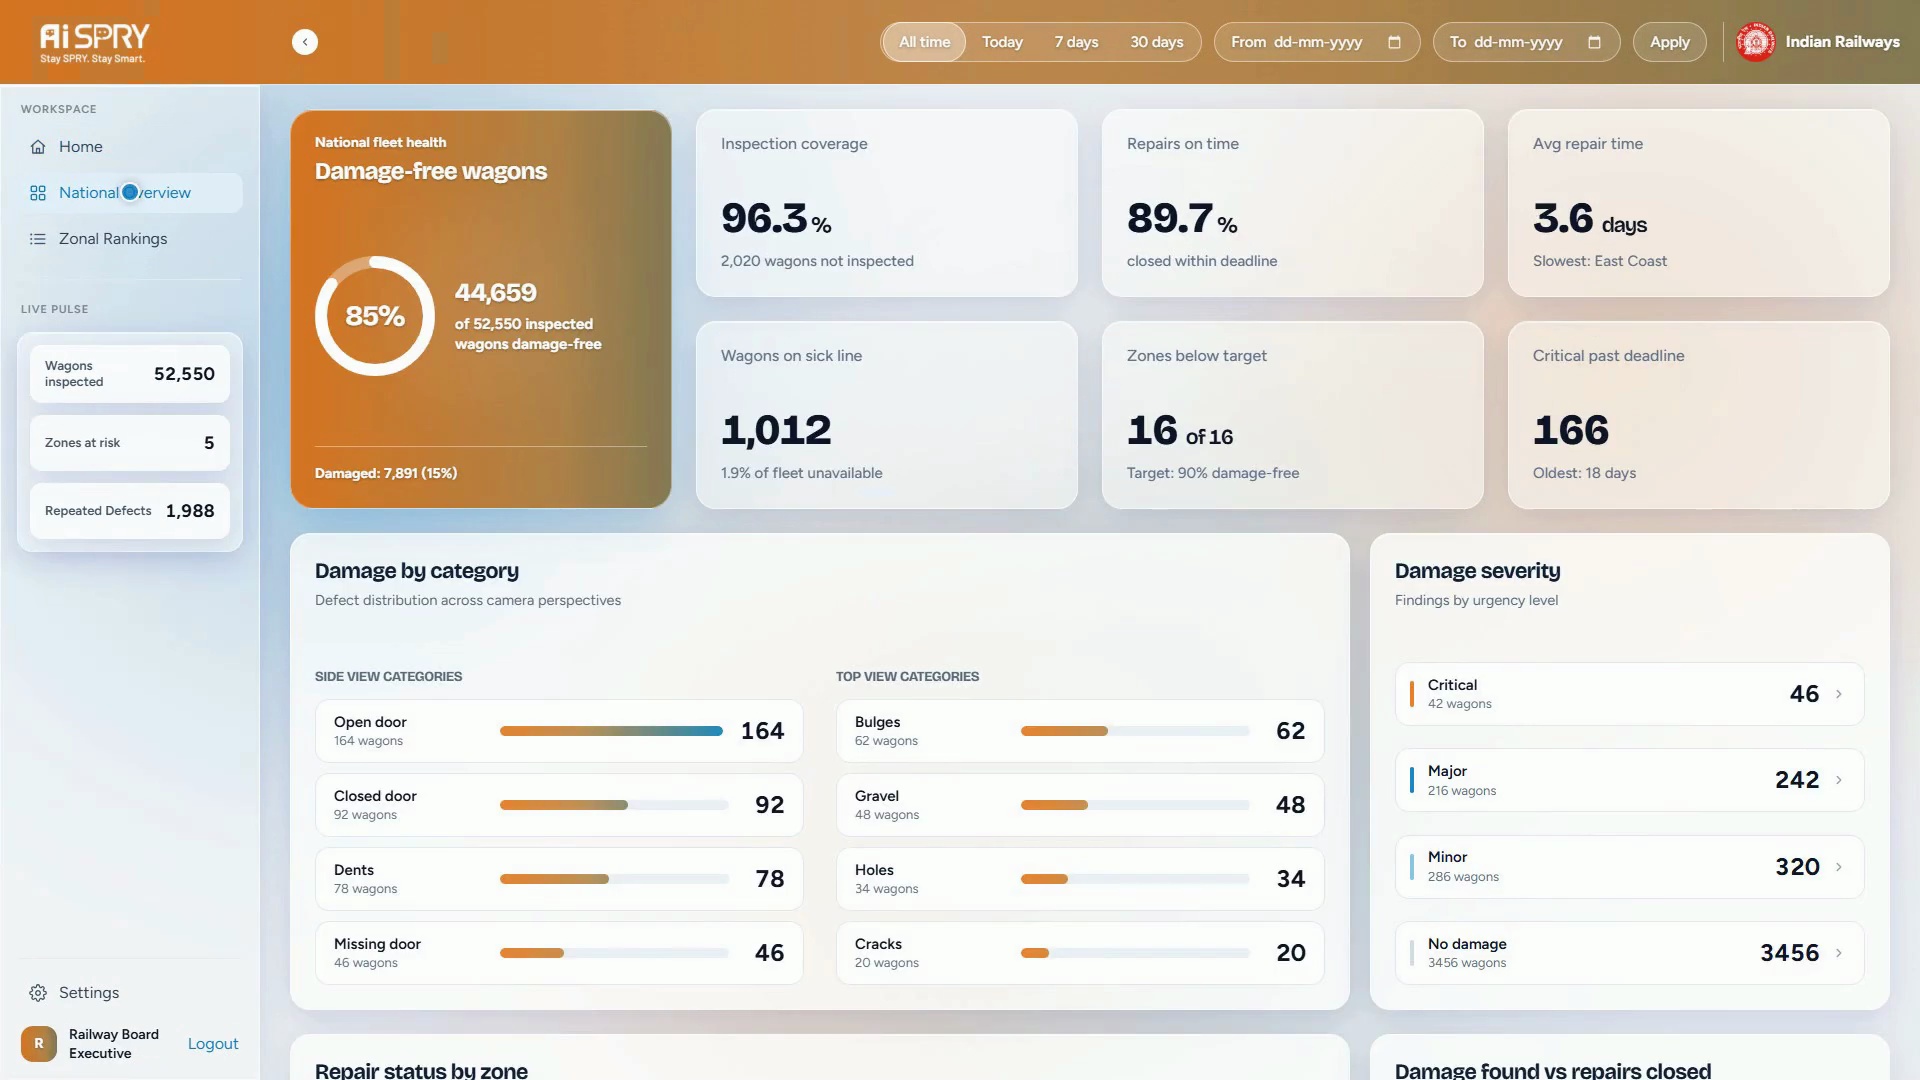 Ai SPRY
Stay SPRY. Stay Smart.
All time
Today
7 days
30 days
From dd-mm-yyyy
To dd-mm-yyyy
Apply
Indian Railways
WORKSPACE
Home
National Overview
Zonal Rankings
LIVE PULSE
Wagons
inspected
52,550
Zones at risk
5
Repeated Defects
1,988
Settings
R
Railway Board
Executive
Logout
National fleet health
Damage-free wagons
85%
44,659
of 52,550 inspected
wagons damage-free
Damaged: 7,891 (15%)
Inspection coverage
96.3 %
2,020 wagons not inspected
Repairs on time
89.7 %
closed within deadline
Avg repair time
3.6 days
Slowest: East Coast
Wagons on sick line
1,012
1.9% of fleet unavailable
Zones below target
16 of 16
Target: 90% damage-free
Critical past deadline
166
Oldest: 18 days
Damage by category
Defect distribution across camera perspectives
SIDE VIEW CATEGORIES
Open door
164 wagons
164
Closed door
92 wagons
92
Dents
78 wagons
78
Missing door
46 wagons
46
TOP VIEW CATEGORIES
Bulges
62 wagons
62
Gravel
48 wagons
48
Holes
34 wagons
34
Cracks
20 wagons
20
Damage severity
Findings by urgency level
Critical
42 wagons
46
Major
216 wagons
242
Minor
286 wagons
320
No damage
3456 wagons
3456
Repair status by zone
Damage found vs repairs closed